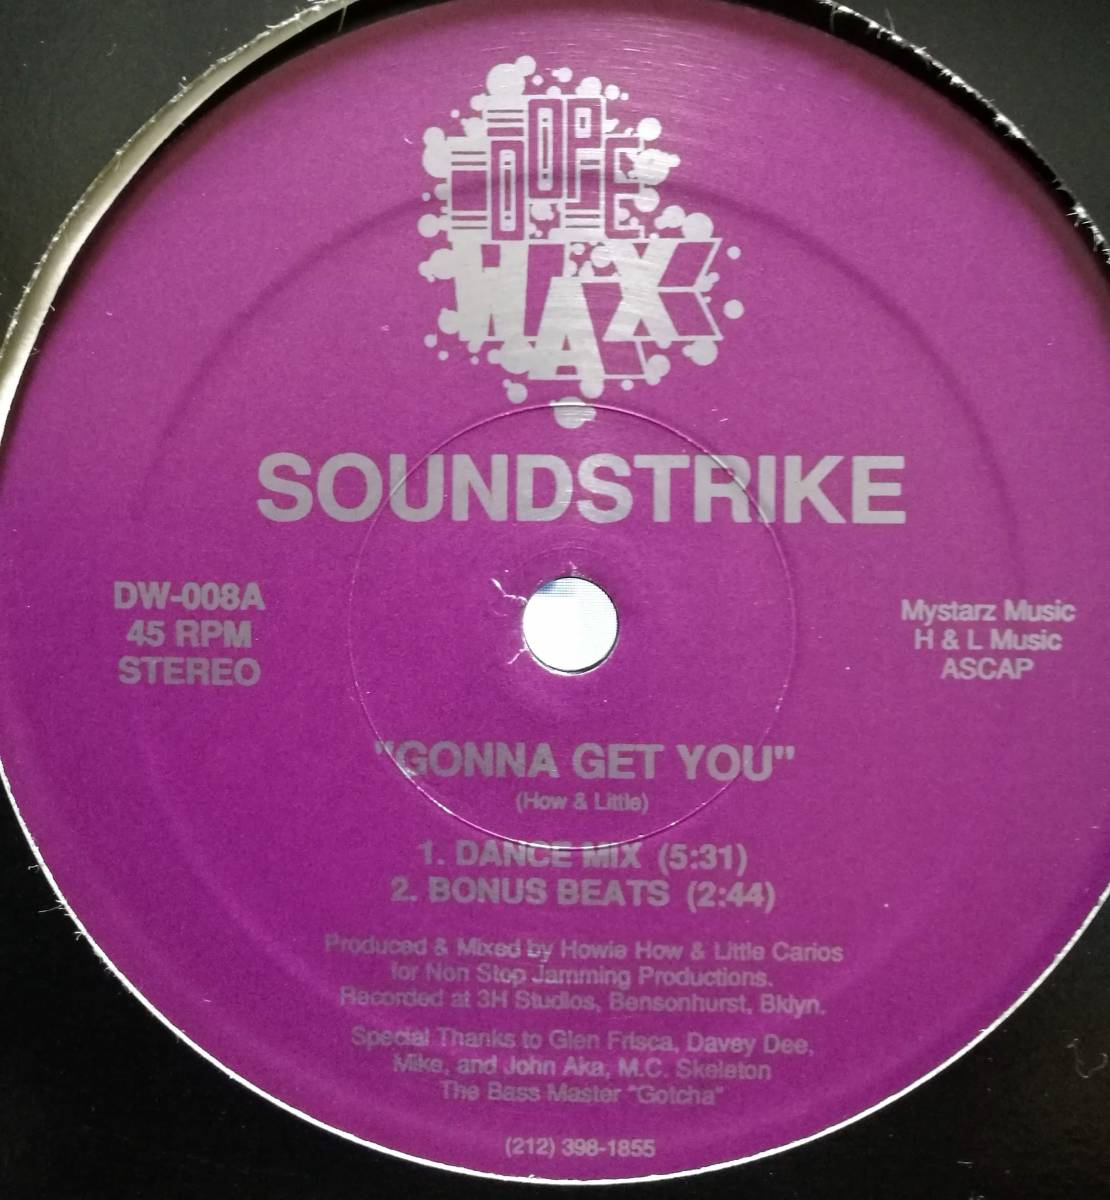 DOPE
WAX
SOUNDSTRIKE
DW-008A
45 RPM
STEREO
Mystarz Music
H & L Music
ASCAP
"GONNA GET YOU"
(How & Little)
1. DANCE MIX (5:31)
2. BONUS BEATS (2:44)
Produced & Mixed by Howie How & Little Carlos
for Non Stop Jamming Productions.
Recorded at 3H Studios, Bensonhurst, Bklyn.
Special Thanks to Glen Frisca, Davey Dee,
Mike, and John Aka, M.C. Skeleton
The Bass Master "Gotcha"
(212) 398-1855